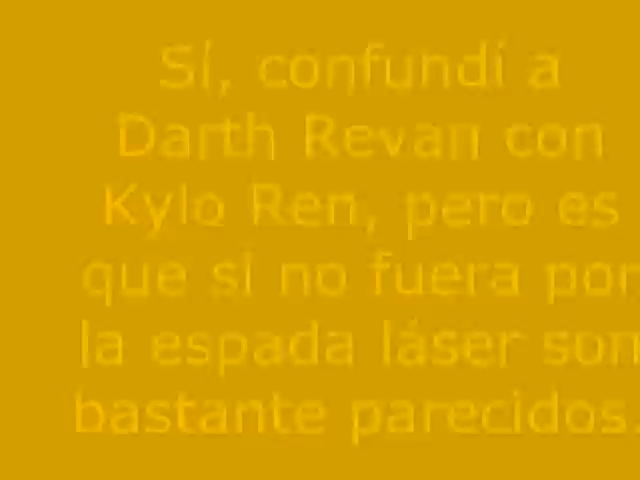 Sí, confundí a
Darth Revan con
Kylo Ren, pero es
que si no fuera por
la espada láser son
bastante parecidos.